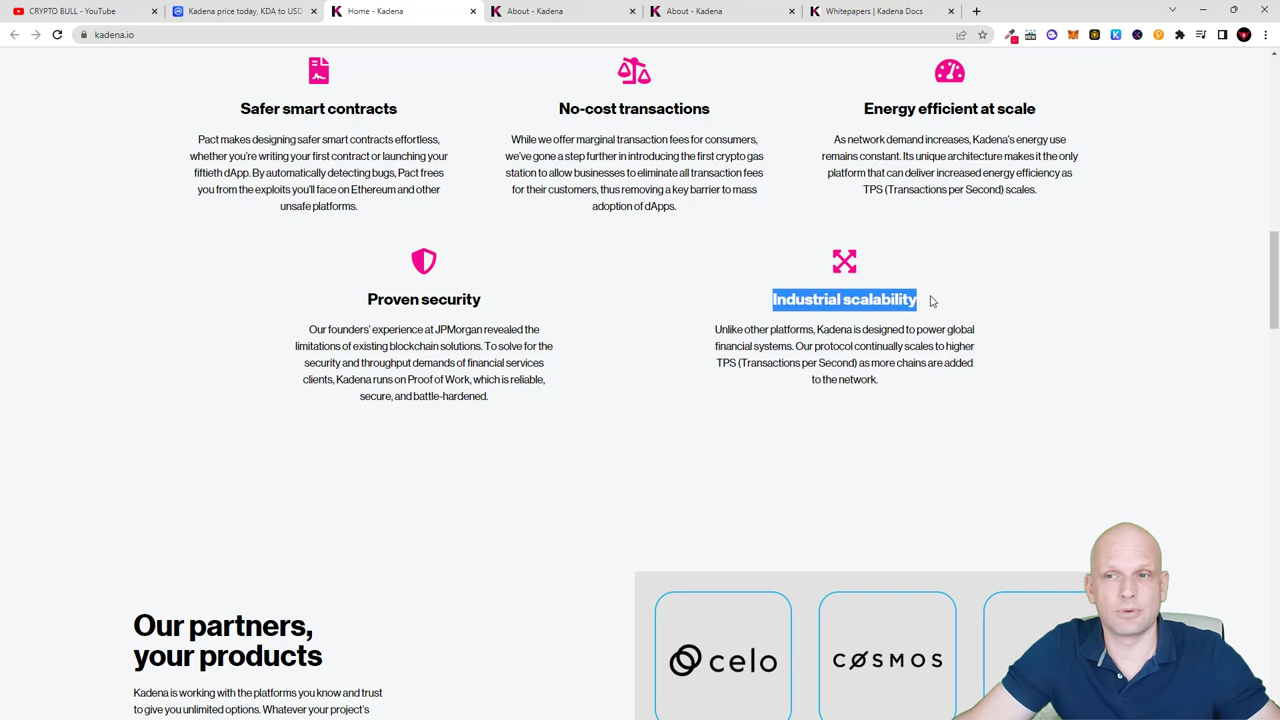 CRYPTO BULL - YouTube
Kadena price today, KDA to USD
Home - Kadena
About - Kadena
About - Kadena
Whitepapers | Kadena Docs
kadena.io
Safer smart contracts
Pact makes designing safer smart contracts effortless,
whether you're writing your first contract or launching your
fiftieth dApp. By automatically detecting bugs, Pact frees
you from the exploits you'll face on Ethereum and other
unsafe platforms.
No-cost transactions
While we offer marginal transaction fees for consumers,
we've gone a step further in introducing the first crypto gas
station to allow businesses to eliminate all transaction fees
for their customers, thus removing a key barrier to mass
adoption of dApps.
Energy efficient at scale
As network demand increases, Kadena's energy use
remains constant. Its unique architecture makes it the only
platform that can deliver increased energy efficiency as
TPS (Transactions per Second) scales.
Proven security
Our founders' experience at JPMorgan revealed the
limitations of existing blockchain solutions. To solve for the
security and throughput demands of financial services
clients, Kadena runs on Proof of Work, which is reliable,
secure, and battle-hardened.
Industrial scalability
Unlike other platforms, Kadena is designed to power global
financial systems. Our protocol continually scales to higher
TPS (Transactions per Second) as more chains are added
to the network.
Our partners,
your products
Kadena is working with the platforms you know and trust
to give you unlimited options. Whatever your project's
celo
COSMOS